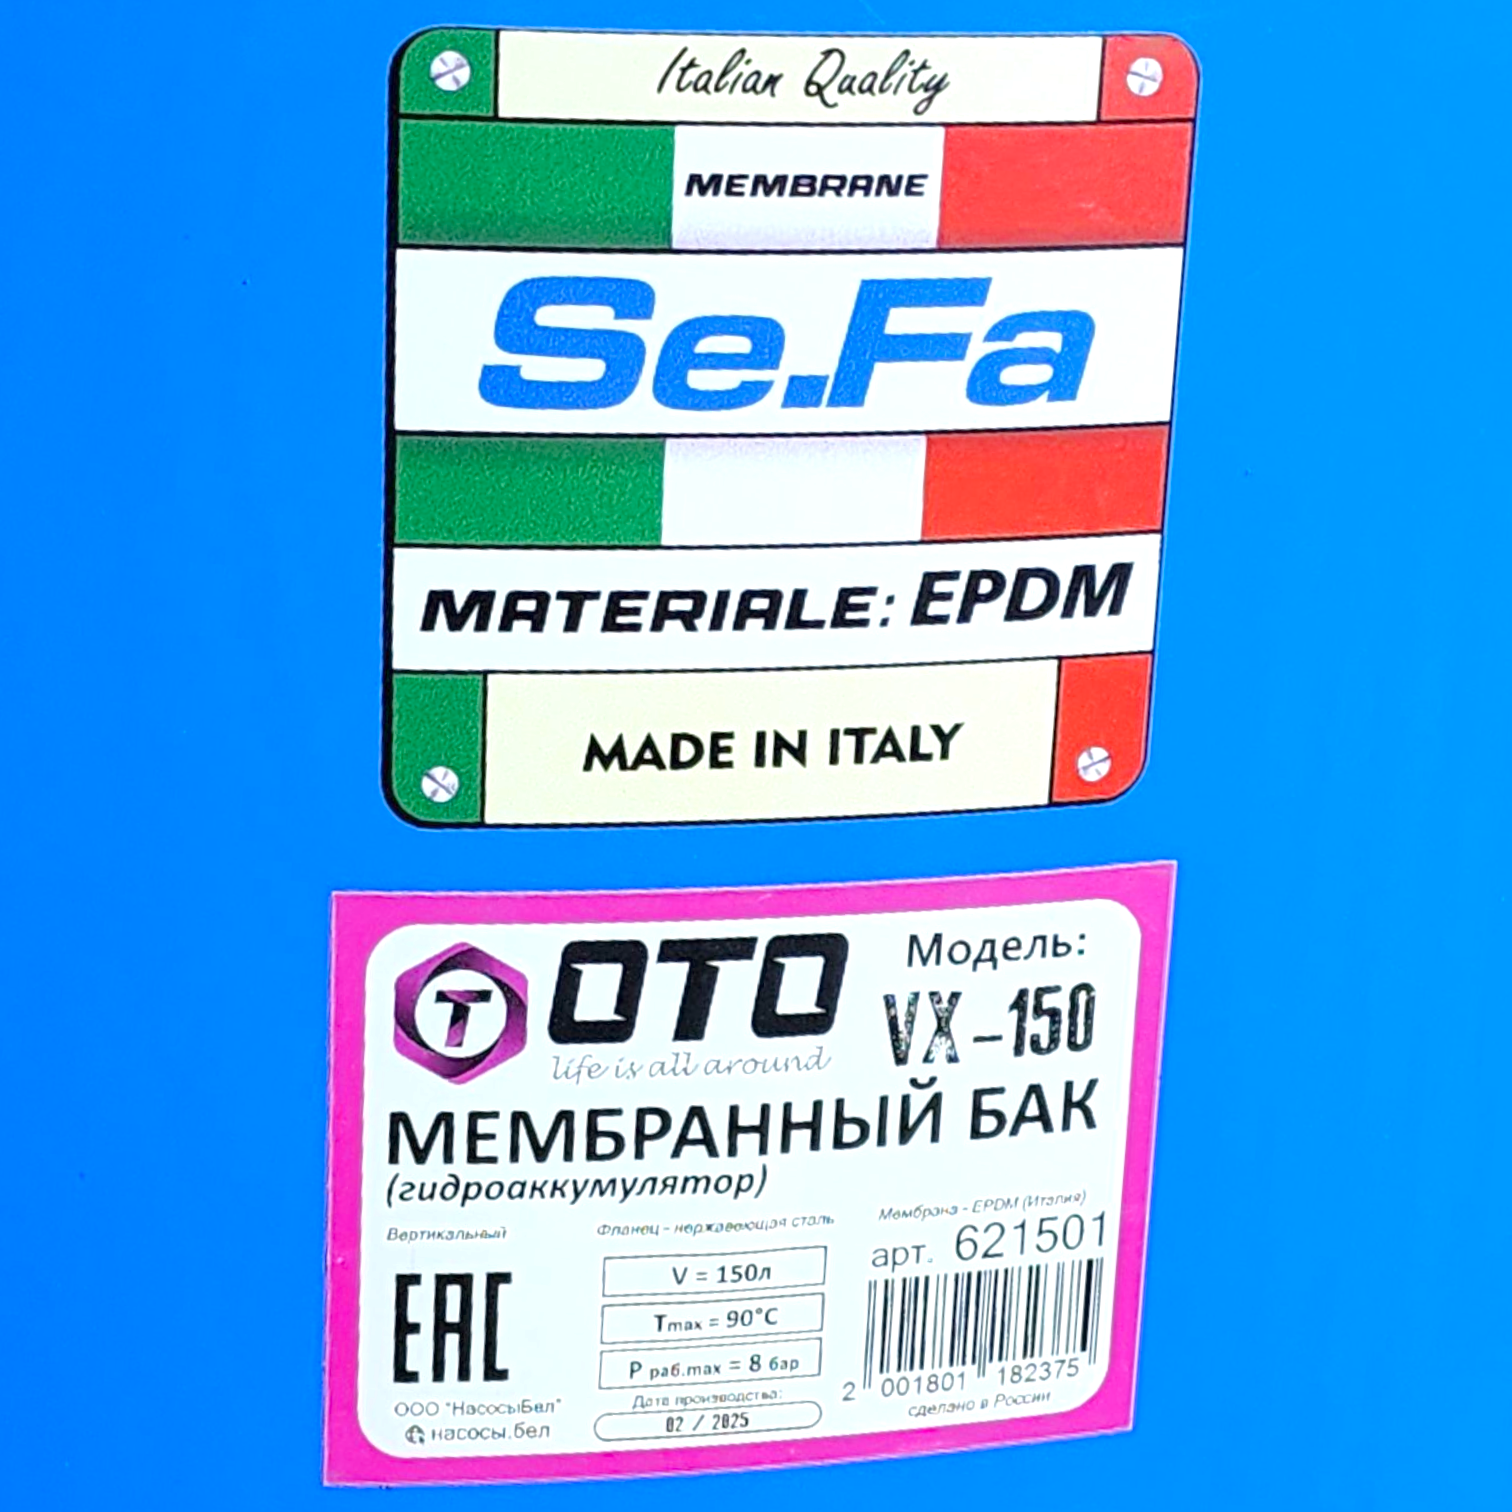 Italian Quality
MEMBRANE
Se.Fa
MATERIALE: EPDM
MADE IN ITALY
T
OTO
life is all around
Модель:
VX-150
МЕМБРАННЫЙ БАК
(гидроаккумулятор)
Вертикальный
Фланец - нержавеющая сталь
Мембрана - EPDM (Италия)
арт. 621501
V = 150л
Tmax = 90°C
P раб.max = 8 бар
Дата производства:
02 / 2025
EAC
ООО "НасосыБел"
насосы.бел
2 001801 182375
сделано в России